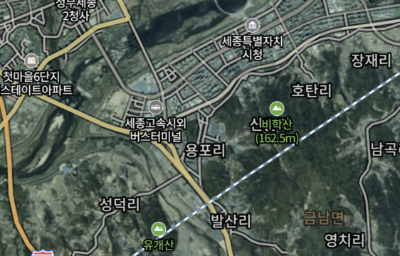 정부세종
2청사
세종특별자치
시청
장재리
첫마을6단지
스테이트아파트
호탄리
비학산
(162.5m)
세종고속시외
버스터미널
용포리
남곡
성덕리
발산리
금남면
유개산
영치리